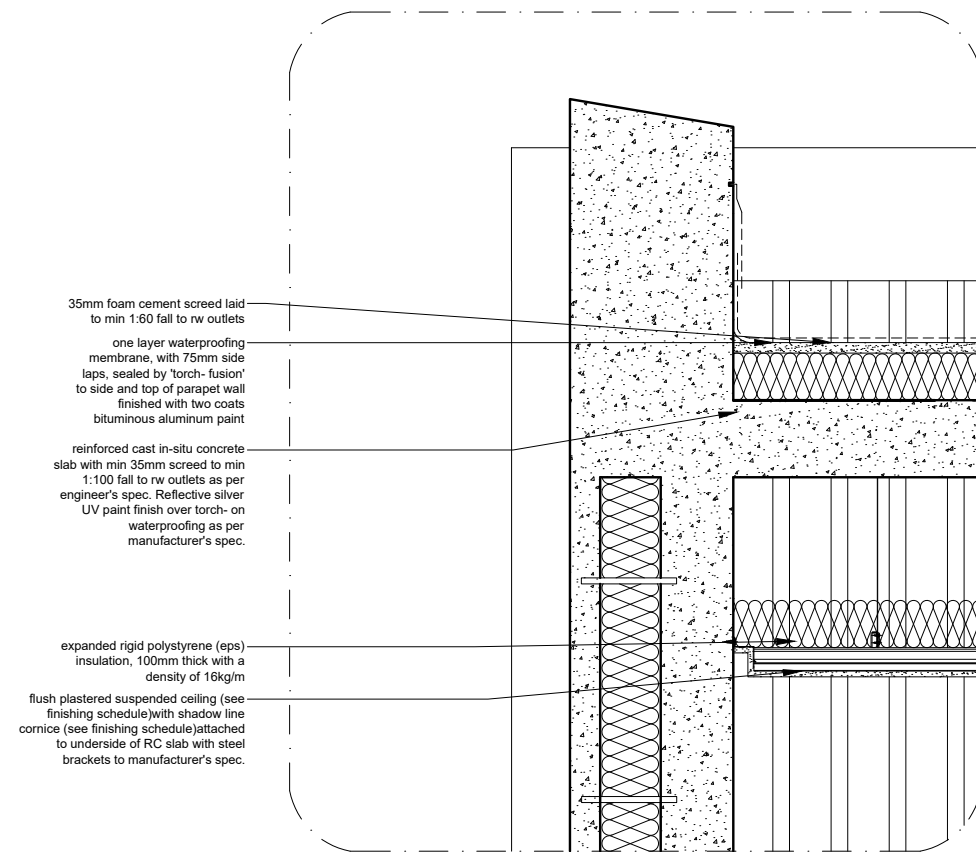 35mm foam cement screed laid
to min 1:60 fall to rw outlets
one layer waterproofing
membrane, with 75mm side
laps, sealed by 'torch- fusion'
to side and top of parapet wall
finished with two coats
bituminous aluminum paint
reinforced cast in-situ concrete
slab with min 35mm screed to min
1:100 fall to rw outlets as per
engineer's spec. Reflective silver
UV paint finish over torch- on
waterproofing as per
manufacturer's spec.
expanded rigid polystyrene (eps)
insulation, 100mm thick with a
density of 16kg/m
flush plastered suspended ceiling (see
finishing schedule)with shadow line
cornice (see finishing schedule)attached
to underside of RC slab with steel
brackets to manufacturer's spec.